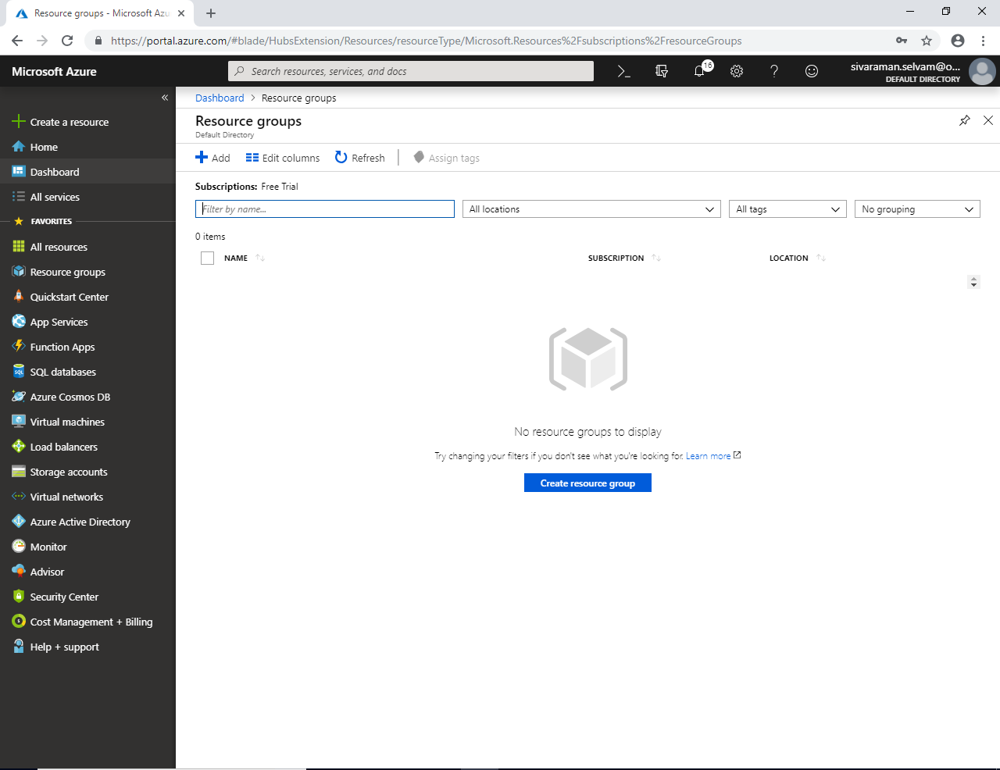 Resource groups - Microsoft Azu
https://portal.azure.com/#blade/HubsExtension/Resources/resourceType/Microsoft.Resources%2Fsubscriptions%2FresourceGroups
Microsoft Azure
Search resources, services, and docs
16
sivaraman.selvam@o...
DEFAULT DIRECTORY
Create a resource
Home
Dashboard
All services
FAVORITES
All resources
Resource groups
Quickstart Center
App Services
Function Apps
SQL
SQL databases
Azure Cosmos DB
Virtual machines
Load balancers
Storage accounts
Virtual networks
Azure Active Directory
Monitor
Advisor
Security Center
Cost Management + Billing
Help + support
Dashboard > Resource groups
Resource groups
Default Directory
Add Edit columns Refresh Assign tags
Subscriptions: Free Trial
Filter by name... All locations All tags No grouping
0 items
NAME SUBSCRIPTION LOCATION
No resource groups to display
Try changing your filters if you don't see what you're looking for. Learn more
Create resource group